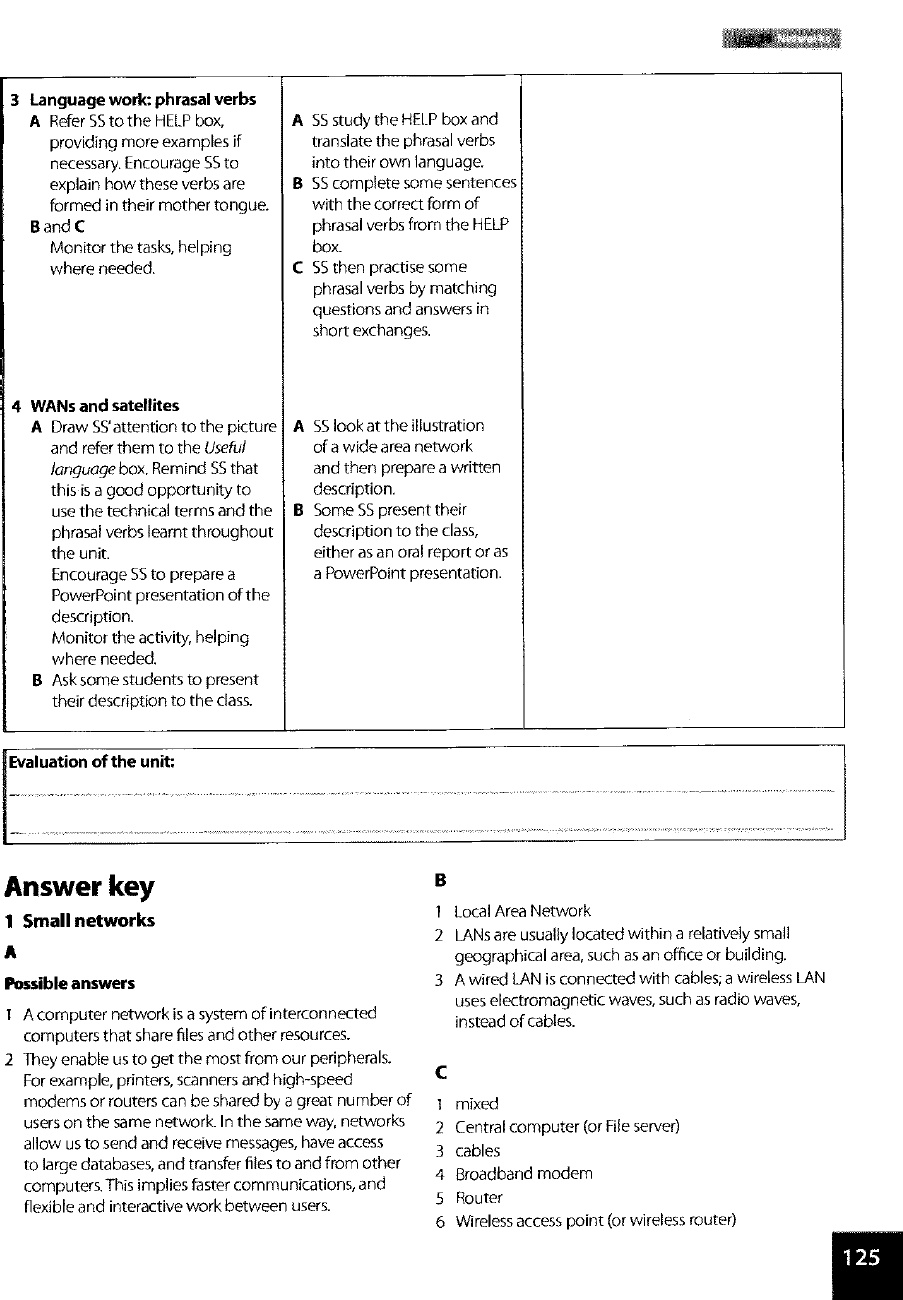 3 Language work: phrasal verbs
A Refer SS to the HELP box,
providing more examples if
necessary. Encourage SS to
explain how these verbs are
formed in their mother tongue.
B and C
Monitor the tasks, helping
where needed.
A SS study the HELP box and
translate the phrasal verbs
into their own language.
B SS complete some sentences
with the correct form of
phrasal verbs from the HELP
box.
C SS then practise some
phrasal verbs by matching
questions and answers in
short exchanges.
4 WANs and satellites
A Draw SS' attention to the picture
and refer them to the Useful
language box. Remind SS that
this is a good opportunity to
use the technical terms and the
phrasal verbs learnt throughout
the unit.
Encourage SS to prepare a
PowerPoint presentation of the
description.
Monitor the activity, helping
where needed.
B Ask some students to present
their description to the class.
A SS look at the illustration
of a wide area network
and then prepare a written
description.
B Some SS present their
description to the class,
either as an oral report or as
a PowerPoint presentation.
Evaluation of the unit:
Answer key
1 Small networks
A
Possible answers
1 A computer network is a system of interconnected
computers that share files and other resources.
2 They enable us to get the most from our peripherals.
For example, printers, scanners and high-speed
modems or routers can be shared by a great number of
users on the same network. In the same way, networks
allow us to send and receive messages, have access
to large databases, and transfer files to and from other
computers. This implies faster communications, and
flexible and interactive work between users.
B
1 Local Area Network
2 LANs are usually located within a relatively small
geographical area, such as an office or building.
3 A wired LAN is connected with cables; a wireless LAN
uses electromagnetic waves, such as radio waves,
instead of cables.
C
1 mixed
2 Central computer (or File server)
3 cables
4 Broadband modem
5 Router
6 Wireless access point (or wireless router)
125